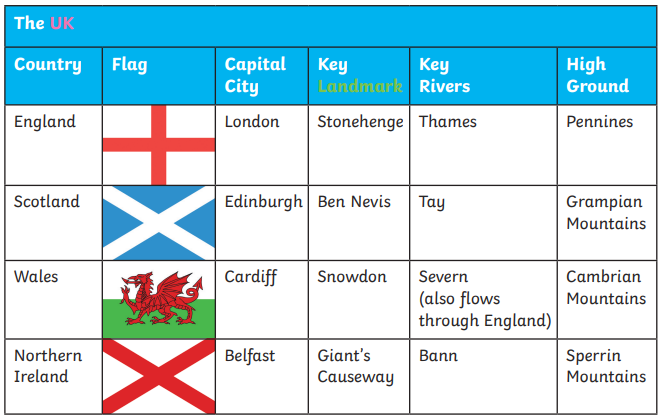 The UK
Country Flag Capital City Key Landmark Key Rivers High Ground
England London Stonehenge Thames Pennines
Scotland Edinburgh Ben Nevis Tay Grampian Mountains
Wales Cardiff Snowdon Severn (also flows through England) Cambrian Mountains
Northern Ireland Belfast Giant's Causeway Bann Sperrin Mountains